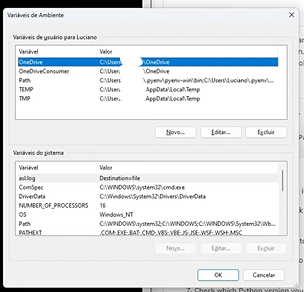 Variáveis de Ambiente
Variáveis de usuário para Luciano
Variável Valor
OneDrive C:\Users \OneDrive
OneDriveConsumer C:\Users \OneDrive
Path C:\Users \.pyenv\pyenv-win\bin;C:\Users\Luciano\.pyenv\...
TEMP C:\Users AppData\Local\Temp
TMP C:\Users AppData\Local\Temp
Novo... Editar... Excluir
Variáveis do sistema
Variável Valor
asl.log Destination=file
ComSpec C:\WINDOWS\system32\cmd.exe
DriverData C:\Windows\System32\Drivers\DriverData
NUMBER_OF_PROCESSORS 16
OS Windows_NT
Path C:\WINDOWS\system32;C:\WINDOWS;C:\WINDOWS\System32\Wb...
PATHEXT .COM;.EXE;.BAT;.CMD;.VBS;.VBE;.JS;.JSE;.WSF;.WSH;.MSC
Novo... Editar... Excluir
OK Cancelar
7. Check which Python version you